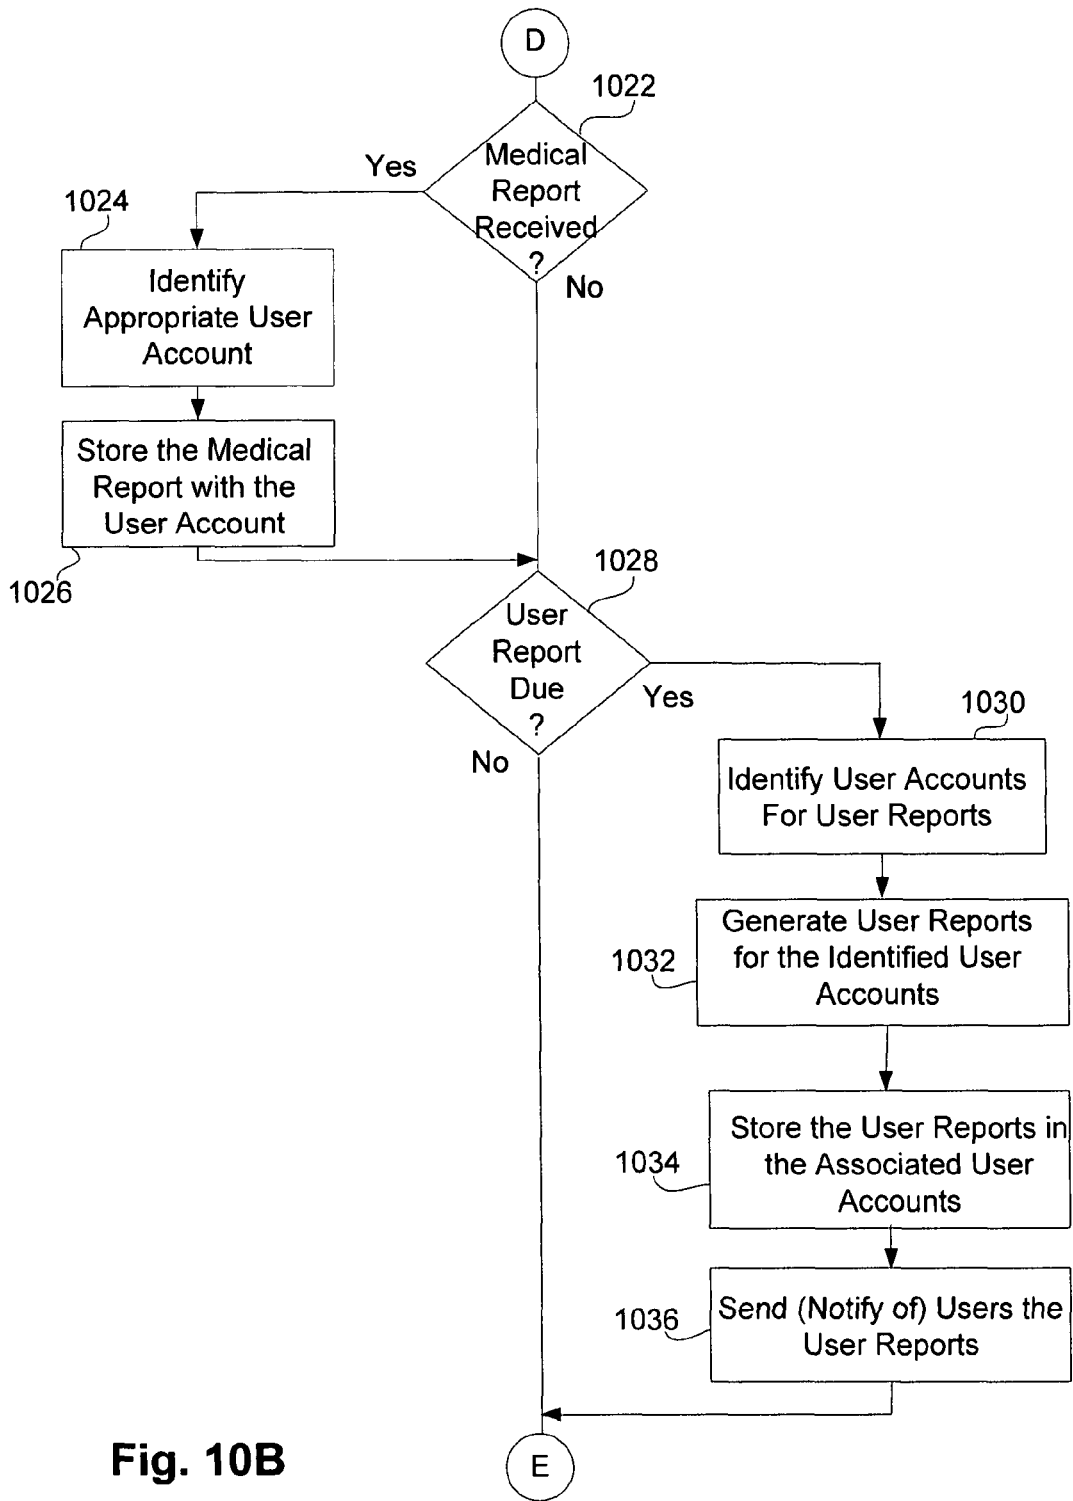 D
1022
Medical
Report
Received
?
Yes
No
1024
Identify
Appropriate User
Account
Store the Medical
Report with the
User Account
1026
1028
User
Report
Due
?
Yes
No
1030
Identify User Accounts
For User Reports
Generate User Reports
for the Identified User
Accounts
1032
Store the User Reports in
the Associated User
Accounts
1034
Send (Notify of) Users the
User Reports
1036
E
Fig. 10B